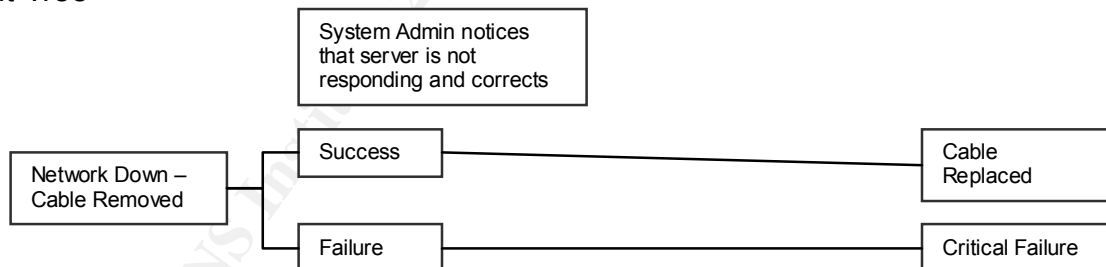 System Admin notices
that server is not
responding and corrects
Success
Cable
Replaced
Network Down –
Cable Removed
Failure
Critical Failure